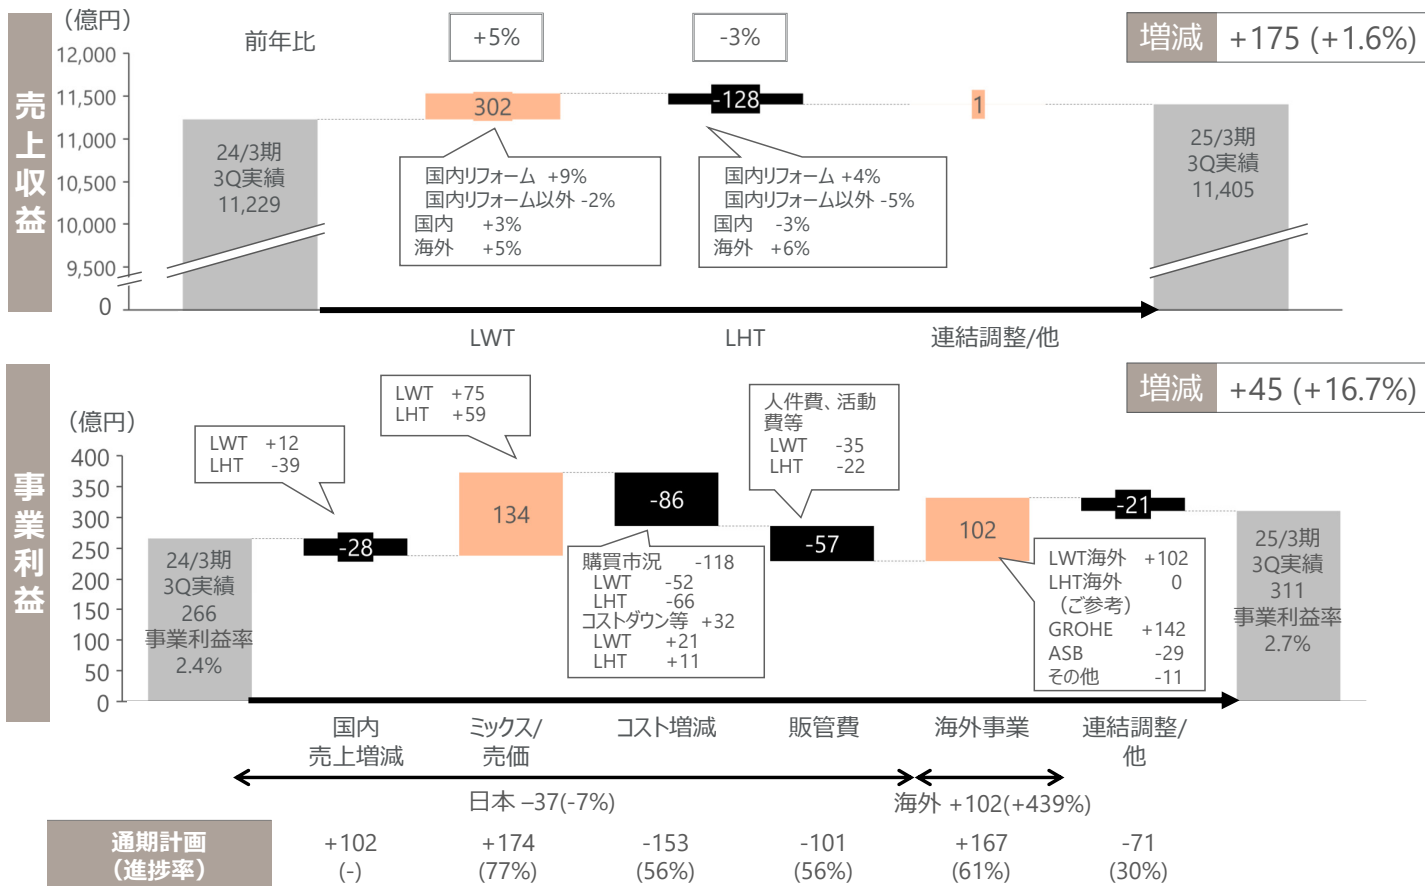 売上収益
（億円）
前年比
+5%
-3%
増減 +175 (+1.6%)
12,000
11,500
11,000
10,500
10,000
9,500
0
24/3期
3Q実績
11,229
302
-128
1
25/3期
3Q実績
11,405
国内リフォーム +9%
国内リフォーム以外 -2%
国内 +3%
海外 +5%
国内リフォーム +4%
国内リフォーム以外 -5%
国内 -3%
海外 +6%
LWT
LHT
連結調整/他
事業利益
（億円）
増減 +45 (+16.7%)
400
350
300
250
200
150
100
50
0
24/3期
3Q実績
266
事業利益率
2.4%
LWT +12
LHT -39
-28
LWT +75
LHT +59
134
-86
購買市況 -118
LWT -52
LHT -66
コストダウン等 +32
LWT +21
LHT +11
人件費、活動
費等
LWT -35
LHT -22
-57
102
LWT海外 +102
LHT海外 0
（ご参考）
GROHE +142
ASB -29
その他 -11
-21
25/3期
3Q実績
311
事業利益率
2.7%
国内
売上増減
ミックス/
売価
コスト増減
販管費
海外事業
連結調整/
他
日本 –37(-7%)
海外 +102(+439%)
通期計画
（進捗率）
+102
(-)
+174
(77%)
-153
(56%)
-101
(56%)
+167
(61%)
-71
(30%)